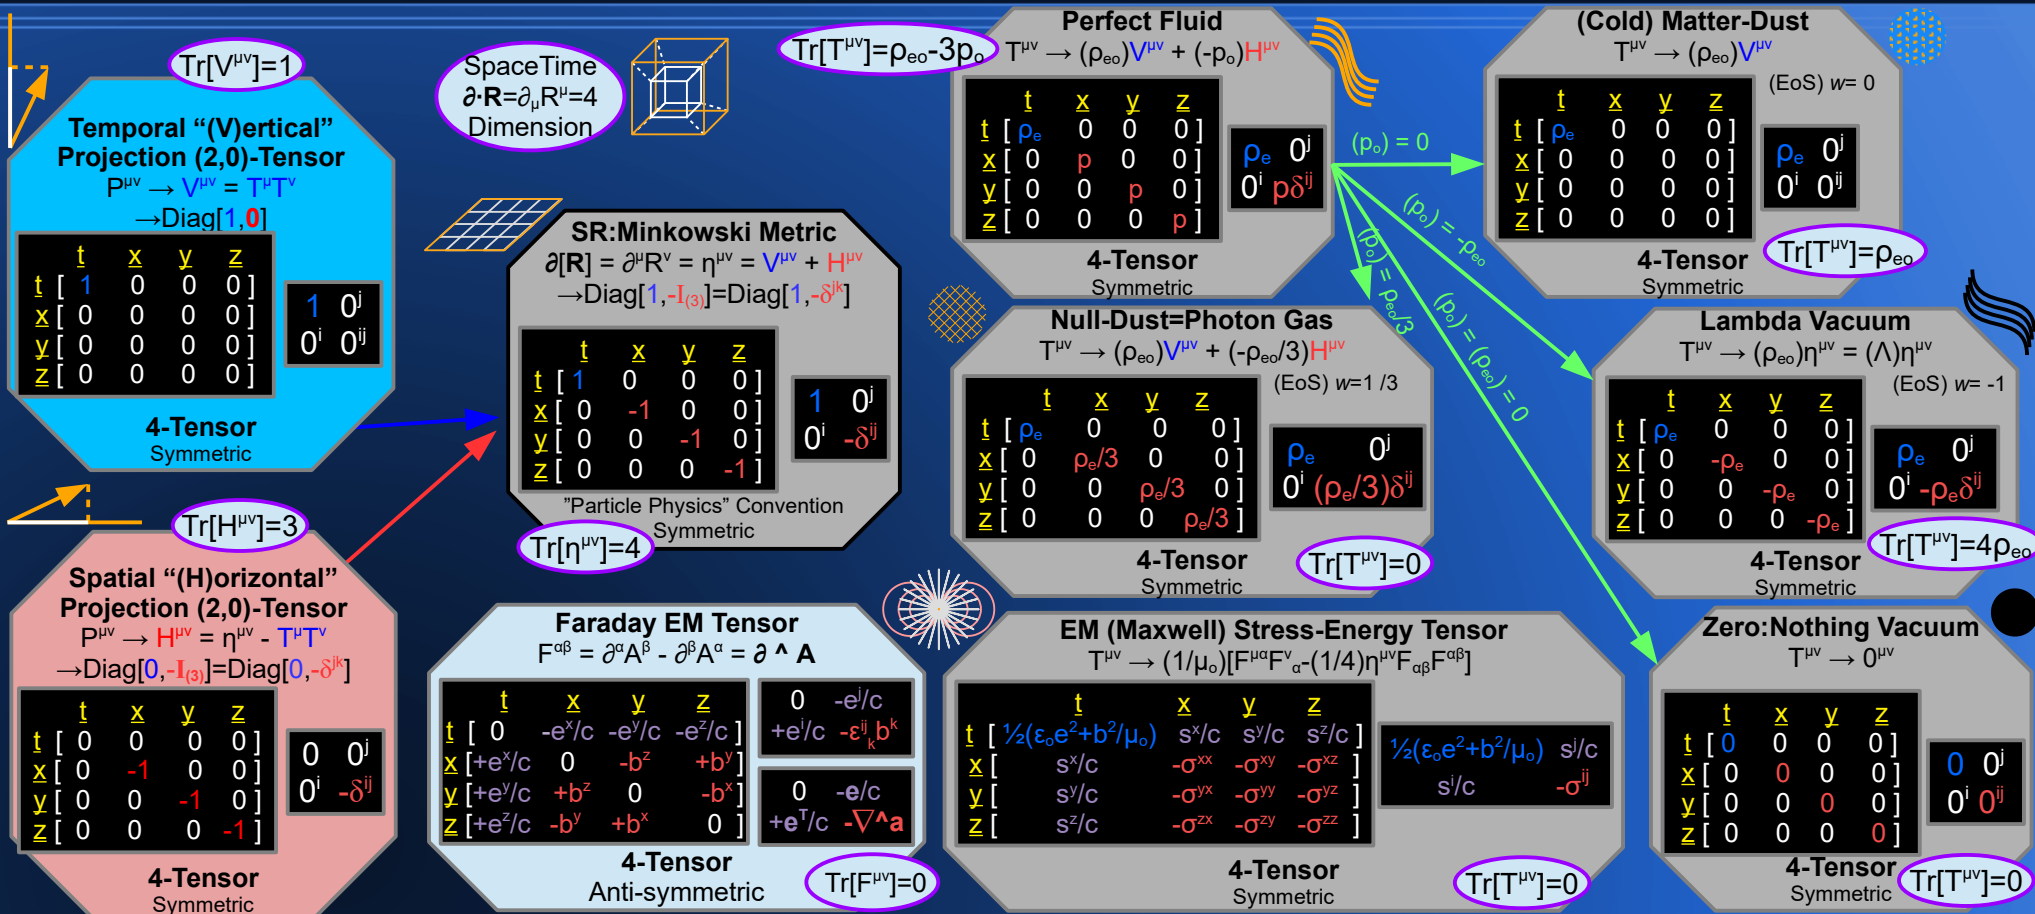 Tr[V^μν]=1
Temporal “(V)ertical”
Projection (2,0)-Tensor
P^μν → V^μν = T^μT^ν
→Diag[1,0]
t x y z
t [ 1 0 0 0]
x [ 0 0 0 0]
y [ 0 0 0 0]
z [ 0 0 0 0]
1 0^j
0^i 0^ij
4-Tensor
Symmetric
Tr[H^μν]=3
Spatial “(H)orizontal”
Projection (2,0)-Tensor
P^μν → H^μν = η^μν - T^μT^ν
→Diag[0,-I_(3)]=Diag[0,-δ^jk]
t x y z
t [ 0 0 0 0]
x [ 0 -1 0 0]
y [ 0 0 -1 0]
z [ 0 0 0 -1]
0 0^j
0^i -δ^ij
4-Tensor
Symmetric
SpaceTime
∂·R=∂_μR^μ=4
Dimension
SR:Minkowski Metric
∂[R] = ∂^μR^ν = η^μν = V^μν + H^μν
→Diag[1,-I_(3)]=Diag[1,-δ^jk]
t x y z
t [ 1 0 0 0]
x [ 0 -1 0 0]
y [ 0 0 -1 0]
z [ 0 0 0 -1]
1 0^j
0^i -δ^ij
”Particle Physics” Convention
Symmetric
Tr[η^μν]=4
Faraday EM Tensor
F^αβ = ∂^αA^β - ∂^βA^α = ∂ ^ A
t x y z
t [ 0 -e^x/c -e^y/c -e^z/c ]
x [+e^x/c 0 -b^z +b^y]
y [+e^y/c +b^z 0 -b^x]
z [+e^z/c -b^y +b^x 0 ]
0 -e^j/c
+e^i/c -ε^ij_k b^k
0 -e/c
+e^T/c -∇^a
4-Tensor
Anti-symmetric
Tr[F^μν]=0
Perfect Fluid
Tr[T^μν]=ρ_eo-3p_o
T^μν → (ρ_eo)V^μν + (-p_o)H^μν
t x y z
t [ρ_e 0 0 0]
x [ 0 p 0 0]
y [ 0 0 p 0]
z [ 0 0 0 p]
ρ_e 0^j
0^i pδ^ij
4-Tensor
Symmetric
(p_o) = 0
(p_o) = -ρ_eo
(p_o) = ρ_eo/3
(p_o) = (ρ_eo) = 0
(Cold) Matter-Dust
T^μν → (ρ_eo)V^μν
(EoS) w= 0
t x y z
t [ρ_e 0 0 0]
x [ 0 0 0 0]
y [ 0 0 0 0]
z [ 0 0 0 0]
ρ_e 0^j
0^i 0^ij
Tr[T^μν]=ρ_eo
4-Tensor
Symmetric
Null-Dust=Photon Gas
T^μν → (ρ_eo)V^μν + (-ρ_eo/3)H^μν
(EoS) w=1 /3
t x y z
t [ρ_e 0 0 0]
x [ 0 ρ_e/3 0 0]
y [ 0 0 ρ_e/3 0]
z [ 0 0 0 ρ_e/3 ]
ρ_e 0^j
0^i (ρ_e/3)δ^ij
4-Tensor
Symmetric
Tr[T^μν]=0
Lambda Vacuum
T^μν → (ρ_eo)η^μν = (Λ)η^μν
(EoS) w= -1
t x y z
t [ρ_e 0 0 0]
x [ 0 -ρ_e 0 0]
y [ 0 0 -ρ_e 0]
z [ 0 0 0 -ρ_e]
ρ_e 0^j
0^i -ρ_eδ^ij
Tr[T^μν]=4ρ_eo
4-Tensor
Symmetric
EM (Maxwell) Stress-Energy Tensor
T^μν → (1/μ_o)[F^μαF^ν_α-(1/4)η^μνF_αβF^αβ]
t x y z
t [ ½(ε_oe^2+b^2/μ_o) s^x/c s^y/c s^z/c ]
x [ s^x/c -σ^xx -σ^xy -σ^xz ]
y [ s^y/c -σ^yx -σ^yy -σ^yz ]
z [ s^z/c -σ^zx -σ^zy -σ^zz ]
½(ε_oe^2+b^2/μ_o) s^j/c
s^i/c -σ^ij
4-Tensor
Symmetric
Tr[T^μν]=0
Zero:Nothing Vacuum
T^μν → 0^μν
t x y z
t [ 0 0 0 0]
x [ 0 0 0 0]
y [ 0 0 0 0]
z [ 0 0 0 0]
0 0^j
0^i 0^ij
4-Tensor
Symmetric
Tr[T^μν]=0